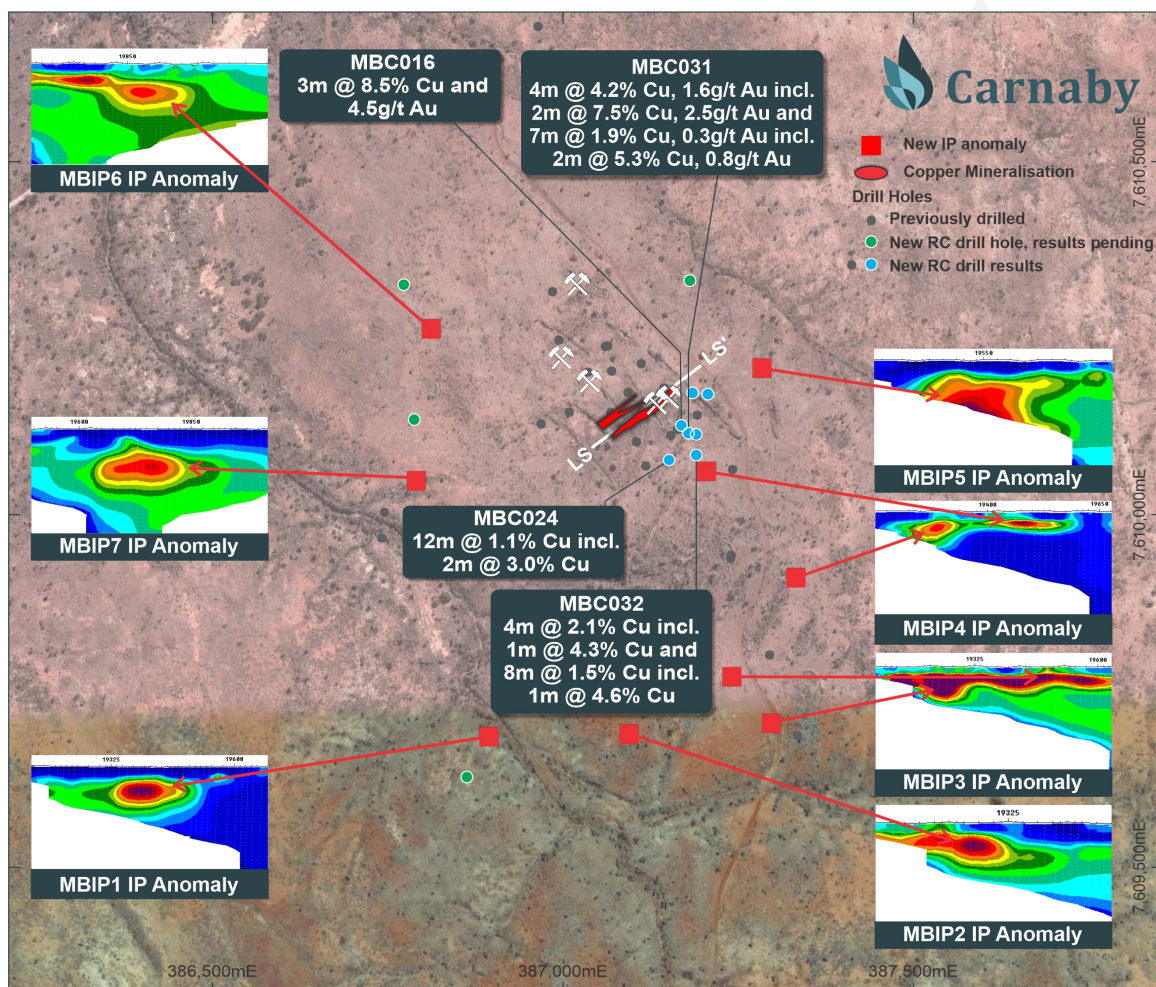 19850
MBIP6 IP Anomaly
MBC016
3m @ 8.5% Cu and
4.5g/t Au
MBC031
4m @ 4.2% Cu, 1.6g/t Au incl.
2m @ 7.5% Cu, 2.5g/t Au and
7m @ 1.9% Cu, 0.3g/t Au incl.
2m @ 5.3% Cu, 0.8g/t Au
Carnaby
New IP anomaly
Copper Mineralisation
Drill Holes
Previously drilled
New RC drill hole, results pending
New RC drill results
7,610,500mN
LS'
LS
19550
MBIP5 IP Anomaly
19600 19850
MBIP7 IP Anomaly
MBC024
12m @ 1.1% Cu incl.
2m @ 3.0% Cu
19400 19650
MBIP4 IP Anomaly
7,610,000mN
MBC032
4m @ 2.1% Cu incl.
1m @ 4.3% Cu and
8m @ 1.5% Cu incl.
1m @ 4.6% Cu
19325 19600
MBIP3 IP Anomaly
19325 19600
MBIP1 IP Anomaly
19325
MBIP2 IP Anomaly
7,609,500mN
386,500mE
387,000mE
387,500mE